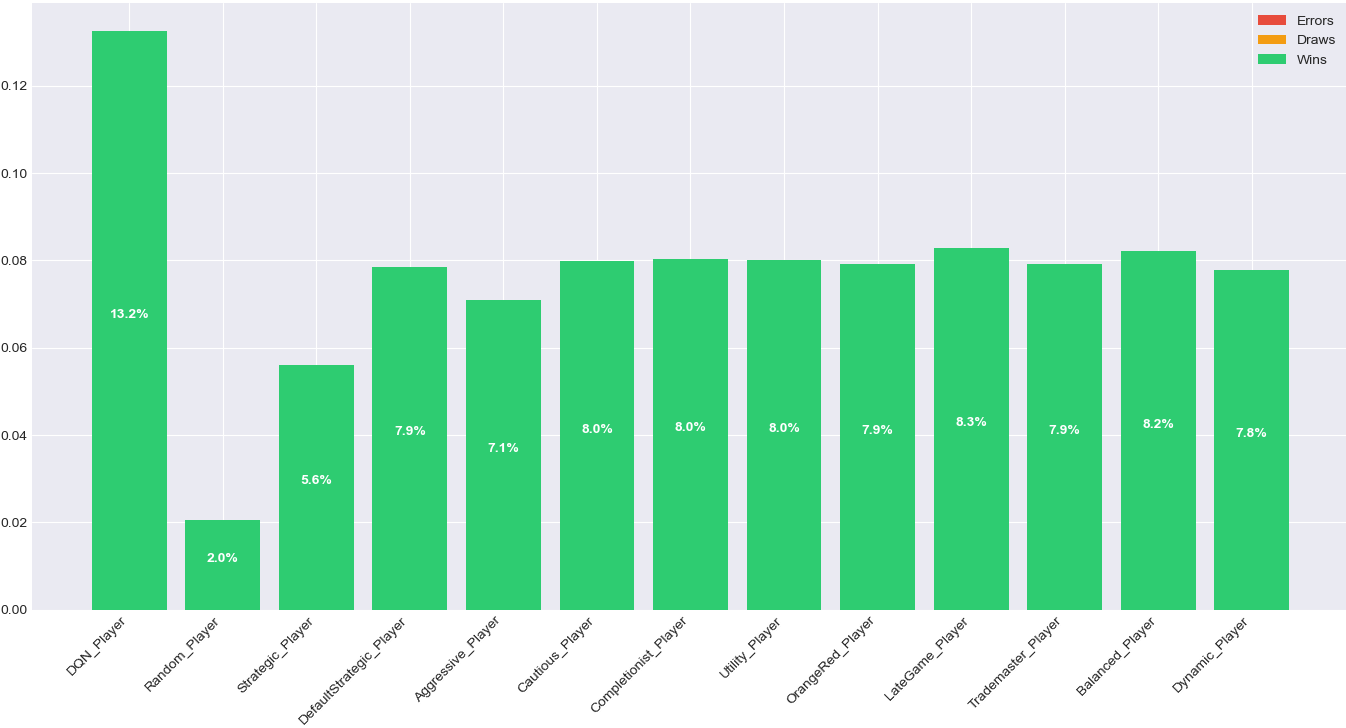 Errors
Draws
Wins
0.12
0.10
0.08
0.06
0.04
0.02
0.00
13.2%
2.0%
5.6%
7.9%
7.1%
8.0%
8.0%
8.0%
7.9%
8.3%
7.9%
8.2%
7.8%
DQN_Player
Random_Player
Strategic_Player
DefaultStrategic_Player
Aggressive_Player
Cautious_Player
Completionist_Player
Utility_Player
OrangeRed_Player
LateGame_Player
Trademaster_Player
Balanced_Player
Dynamic_Player